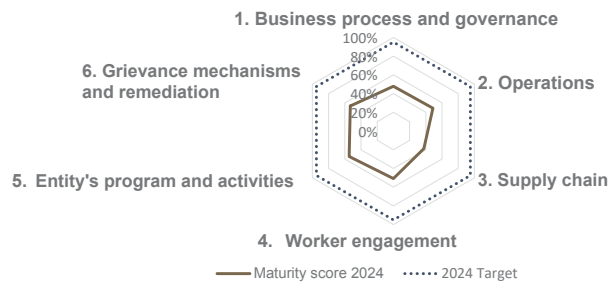 1. Business process and governance
100%
80%
60%
40%
20%
0%
2. Operations
3. Supply chain
4. Worker engagement
5. Entity's program and activities
6. Grievance mechanisms
and remediation
Maturity score 2024
2024 Target